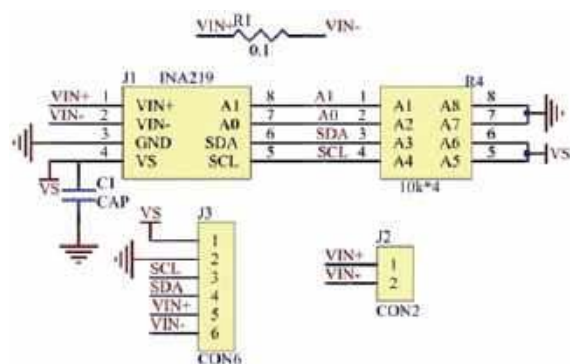 VIN+ R1 VIN-
0.1
J1 INA219 R4
VIN+ 1 VIN+ A1 8 A1 1 A1 A8 8
VIN- 2 VIN- A0 7 A0 2 A2 A7 7
3 GND SDA 6 SDA 3 A3 A6 6
4 VS SCL 5 SCL 4 A4 A5 5 VS
VS C1 10k*4
CAP
J3
VS 1
2
SCL 3
SDA 4
VIN+ 5
VIN- 6
CON6
J2
VIN+ 1
VIN- 2
CON2